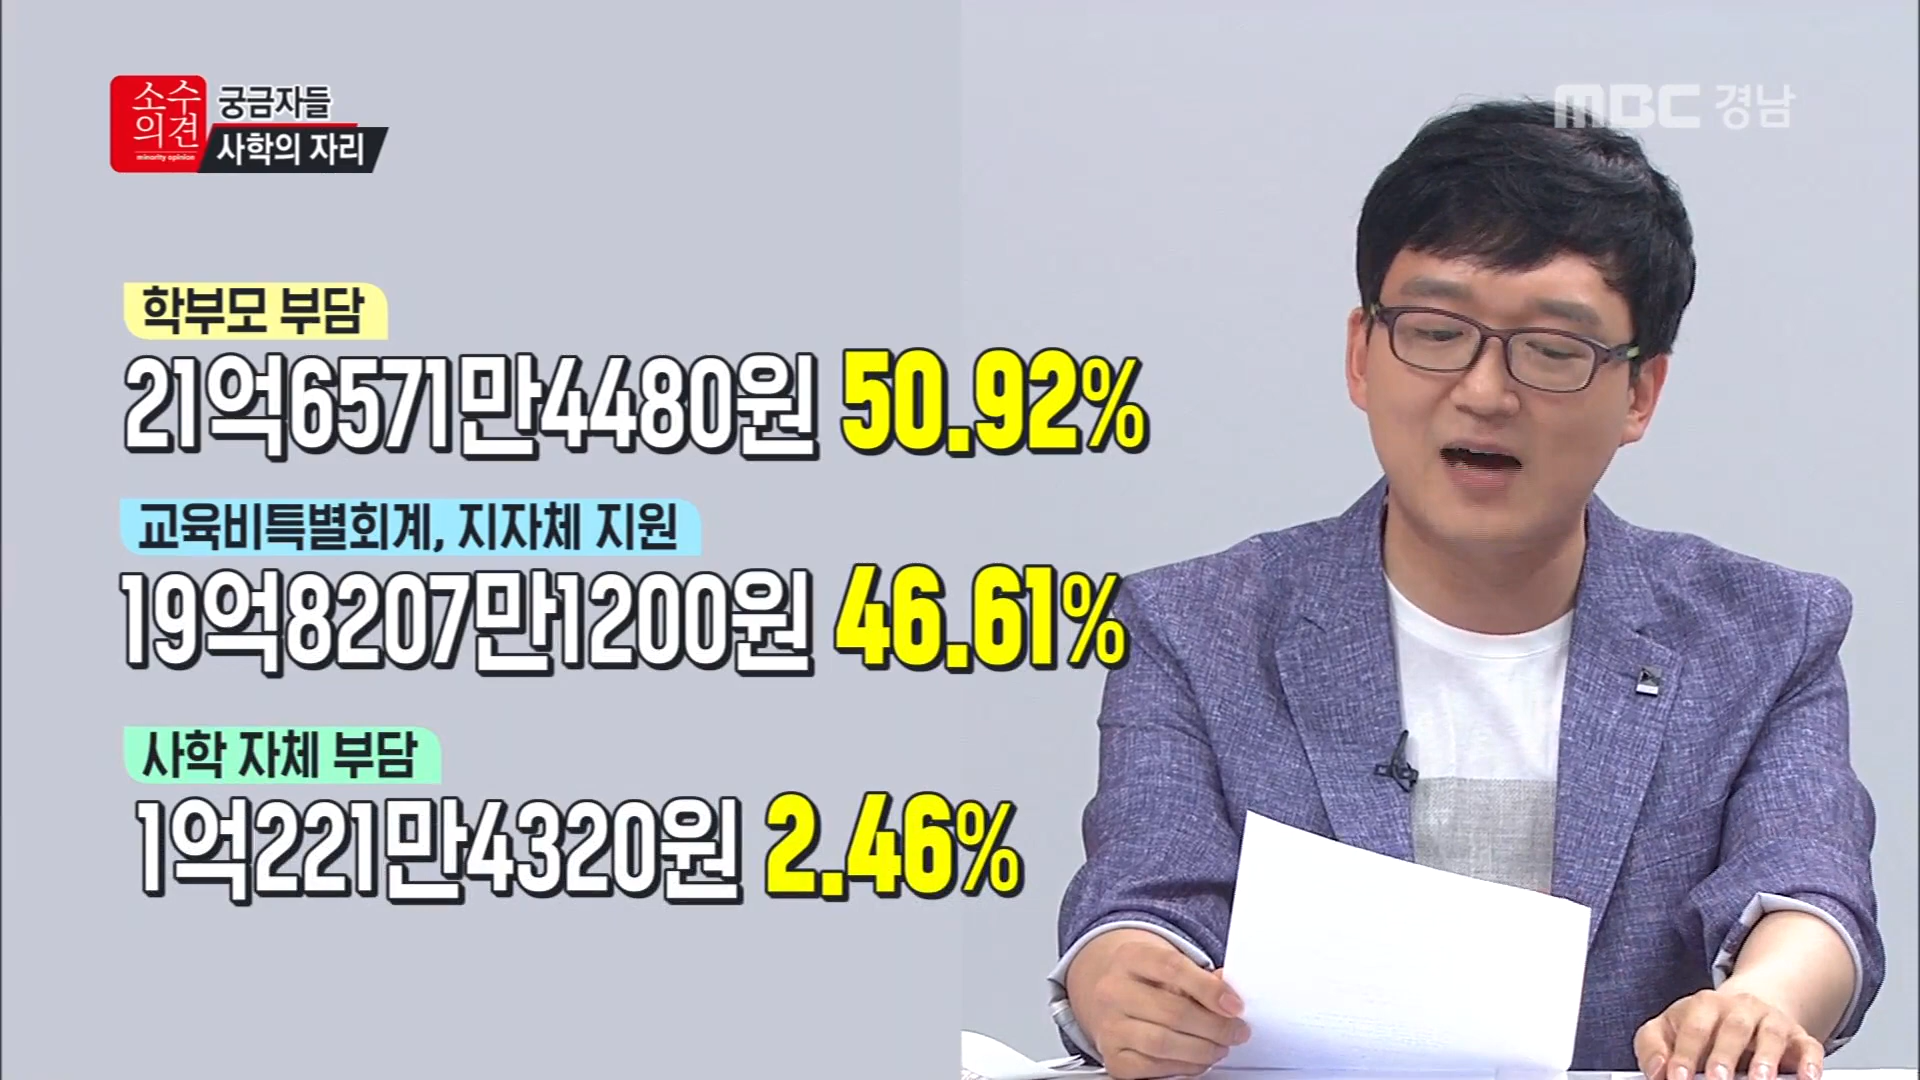 소수
의견
minority opinion
궁금자들
사학의 자리
MBC 경남
학부모 부담
21억6571만4480원 50.92%
교육비특별회계, 지자체 지원
19억8207만1200원 46.61%
사학 자체 부담
1억221만4320원 2.46%